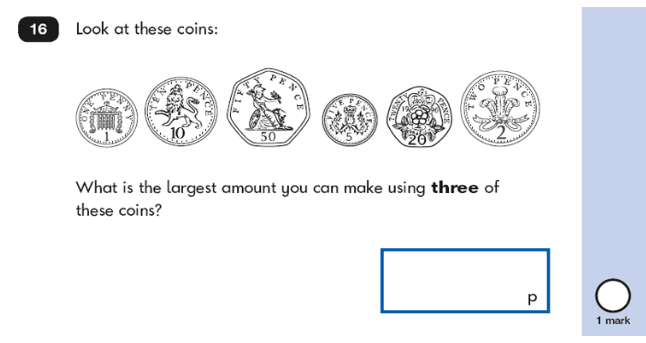 16 Look at these coins:
ONE PENNY 1
TEN PENCE 10
FIFTY PENCE 50
FIVE PENCE 5
TWENTY PENCE 20
TWO PENCE 2
What is the largest amount you can make using three of
these coins?
p
1 mark